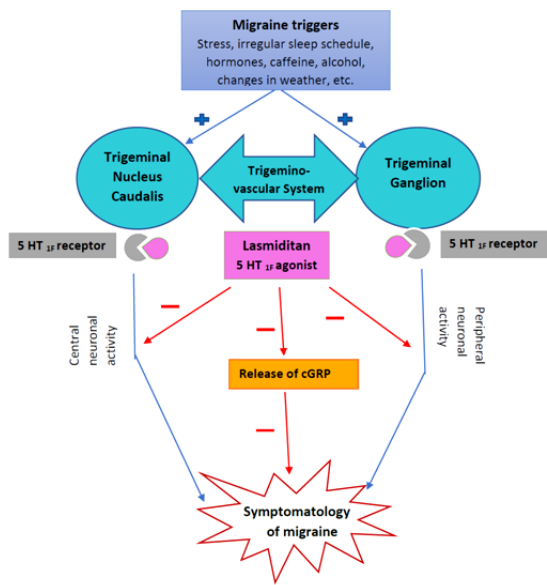 Migraine triggers
Stress, irregular sleep schedule,
hormones, caffeine, alcohol,
changes in weather, etc.
Trigeminal
Nucleus
Caudalis
Trigemino-
vascular System
Trigeminal
Ganglion
5 HT 1F receptor
Lasmiditan
5 HT 1F agonist
5 HT 1F receptor
Central
neuronal
activity
Peripheral
neuronal
activity
Release of cGRP
Symptomatology
of migraine